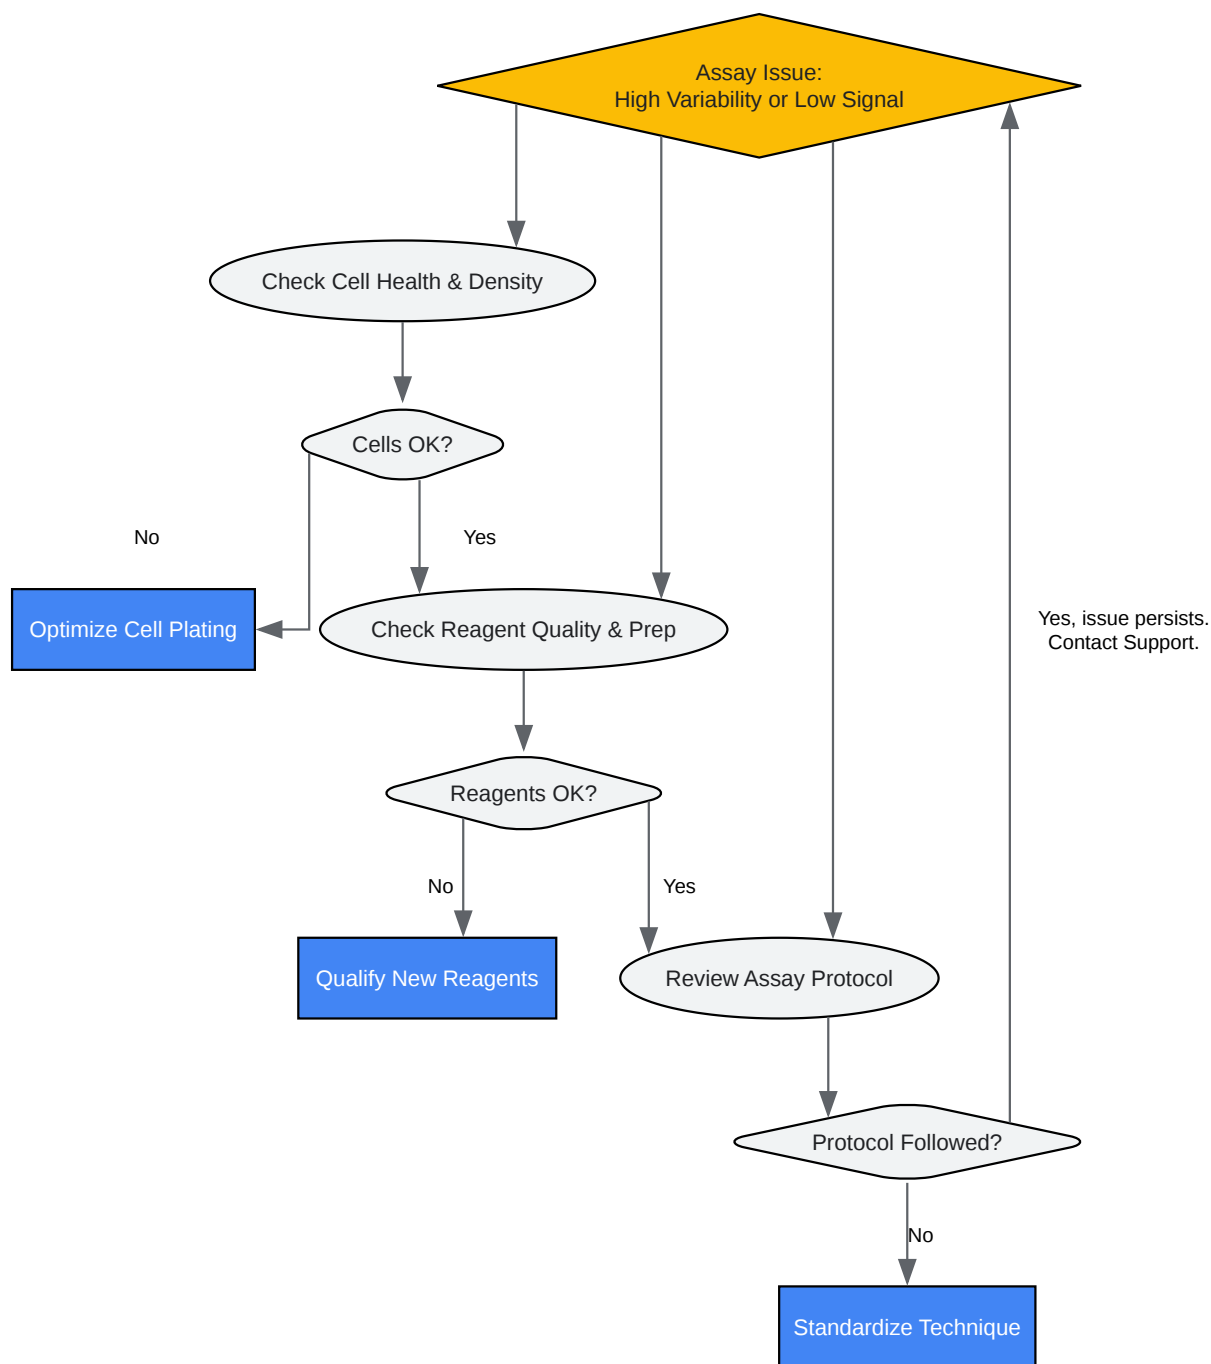 Assay Issue:
High Variability or Low Signal
Check Cell Health & Density
Cells OK?
No
Yes
Optimize Cell Plating
Check Reagent Quality & Prep
Yes, issue persists.
Contact Support.
Reagents OK?
No
Yes
Qualify New Reagents
Review Assay Protocol
Protocol Followed?
No
Standardize Technique